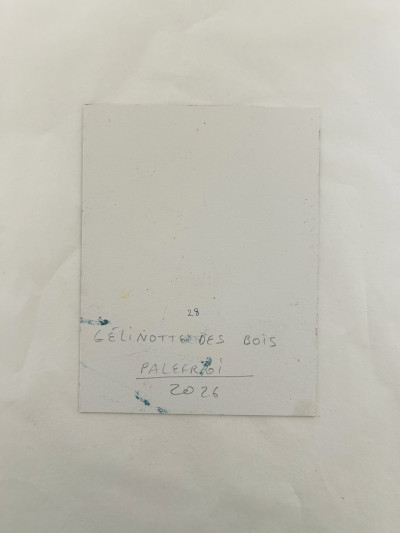 28
GÉLINOTTE DES BOIS
PALEFROI
2026